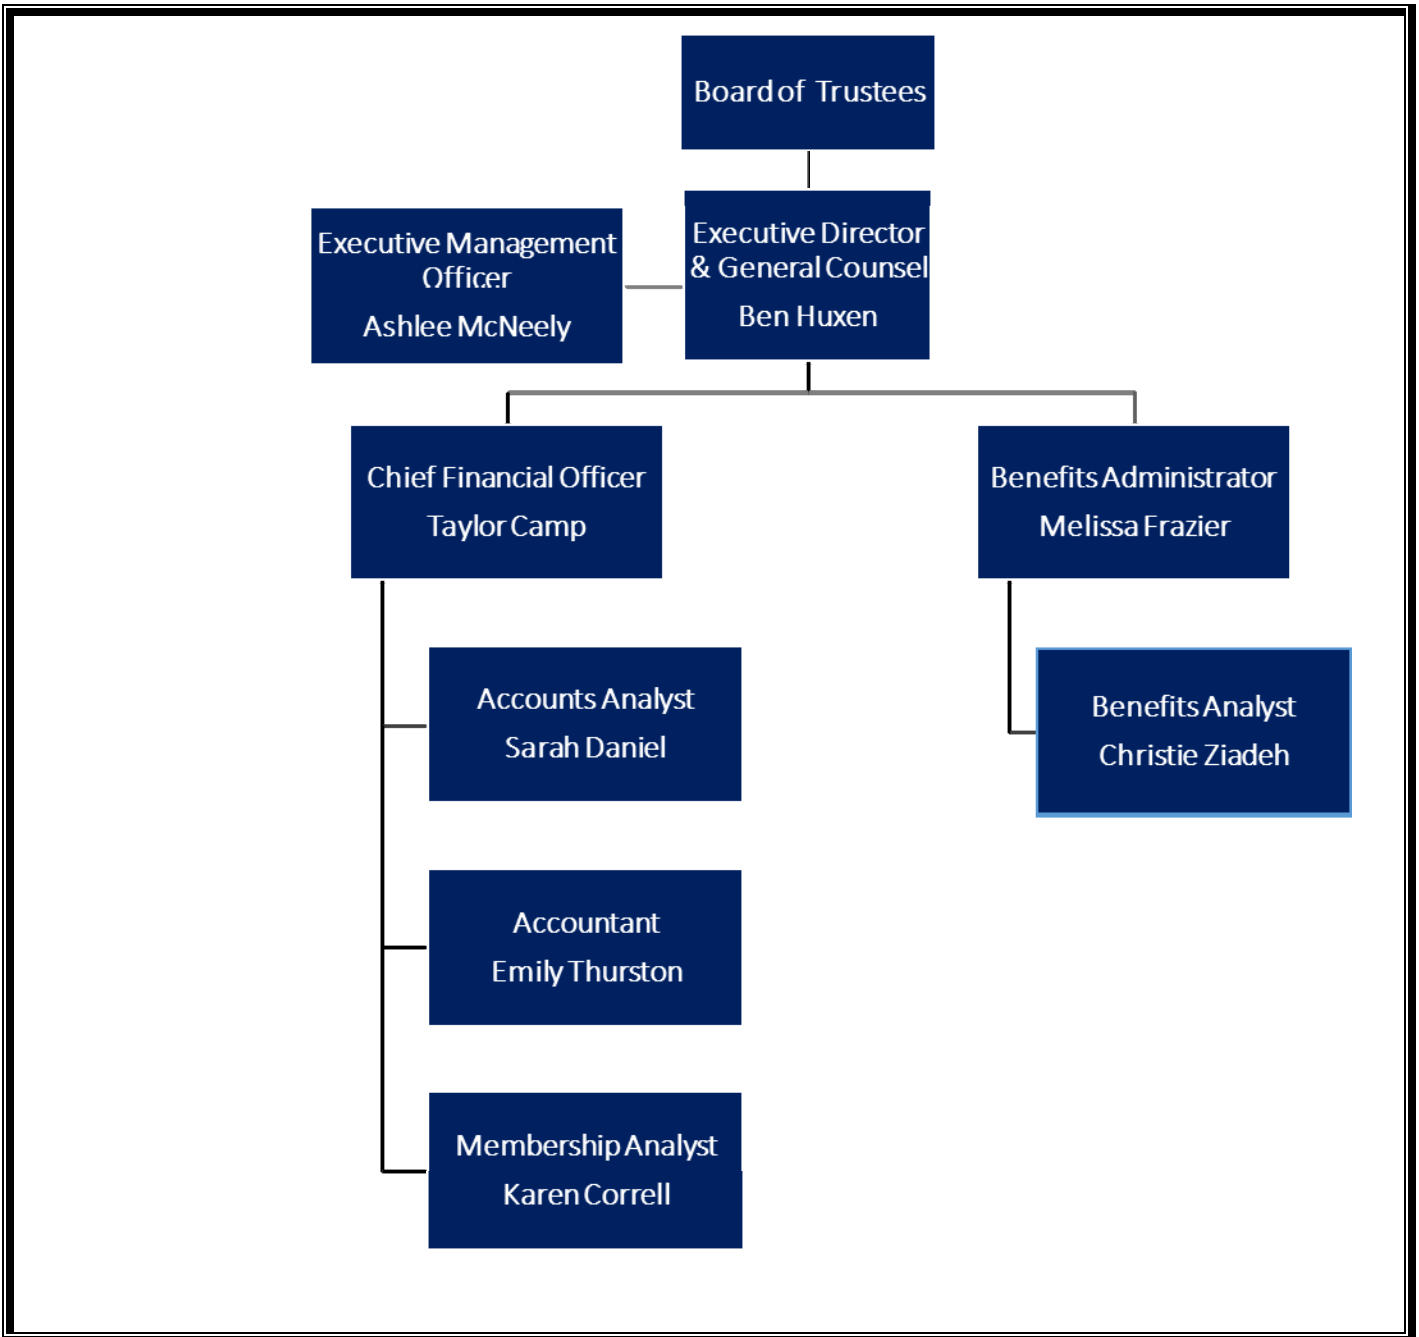 Board of Trustees
Executive Management
Officer
Ashlee McNeely
Executive Director
& General Counsel
Ben Huxen
Chief Financial Officer
Taylor Camp
Benefits Administrator
Melissa Frazier
Accounts Analyst
Sarah Daniel
Benefits Analyst
Christie Ziadeh
Accountant
Emily Thurston
Membership Analyst
Karen Correll